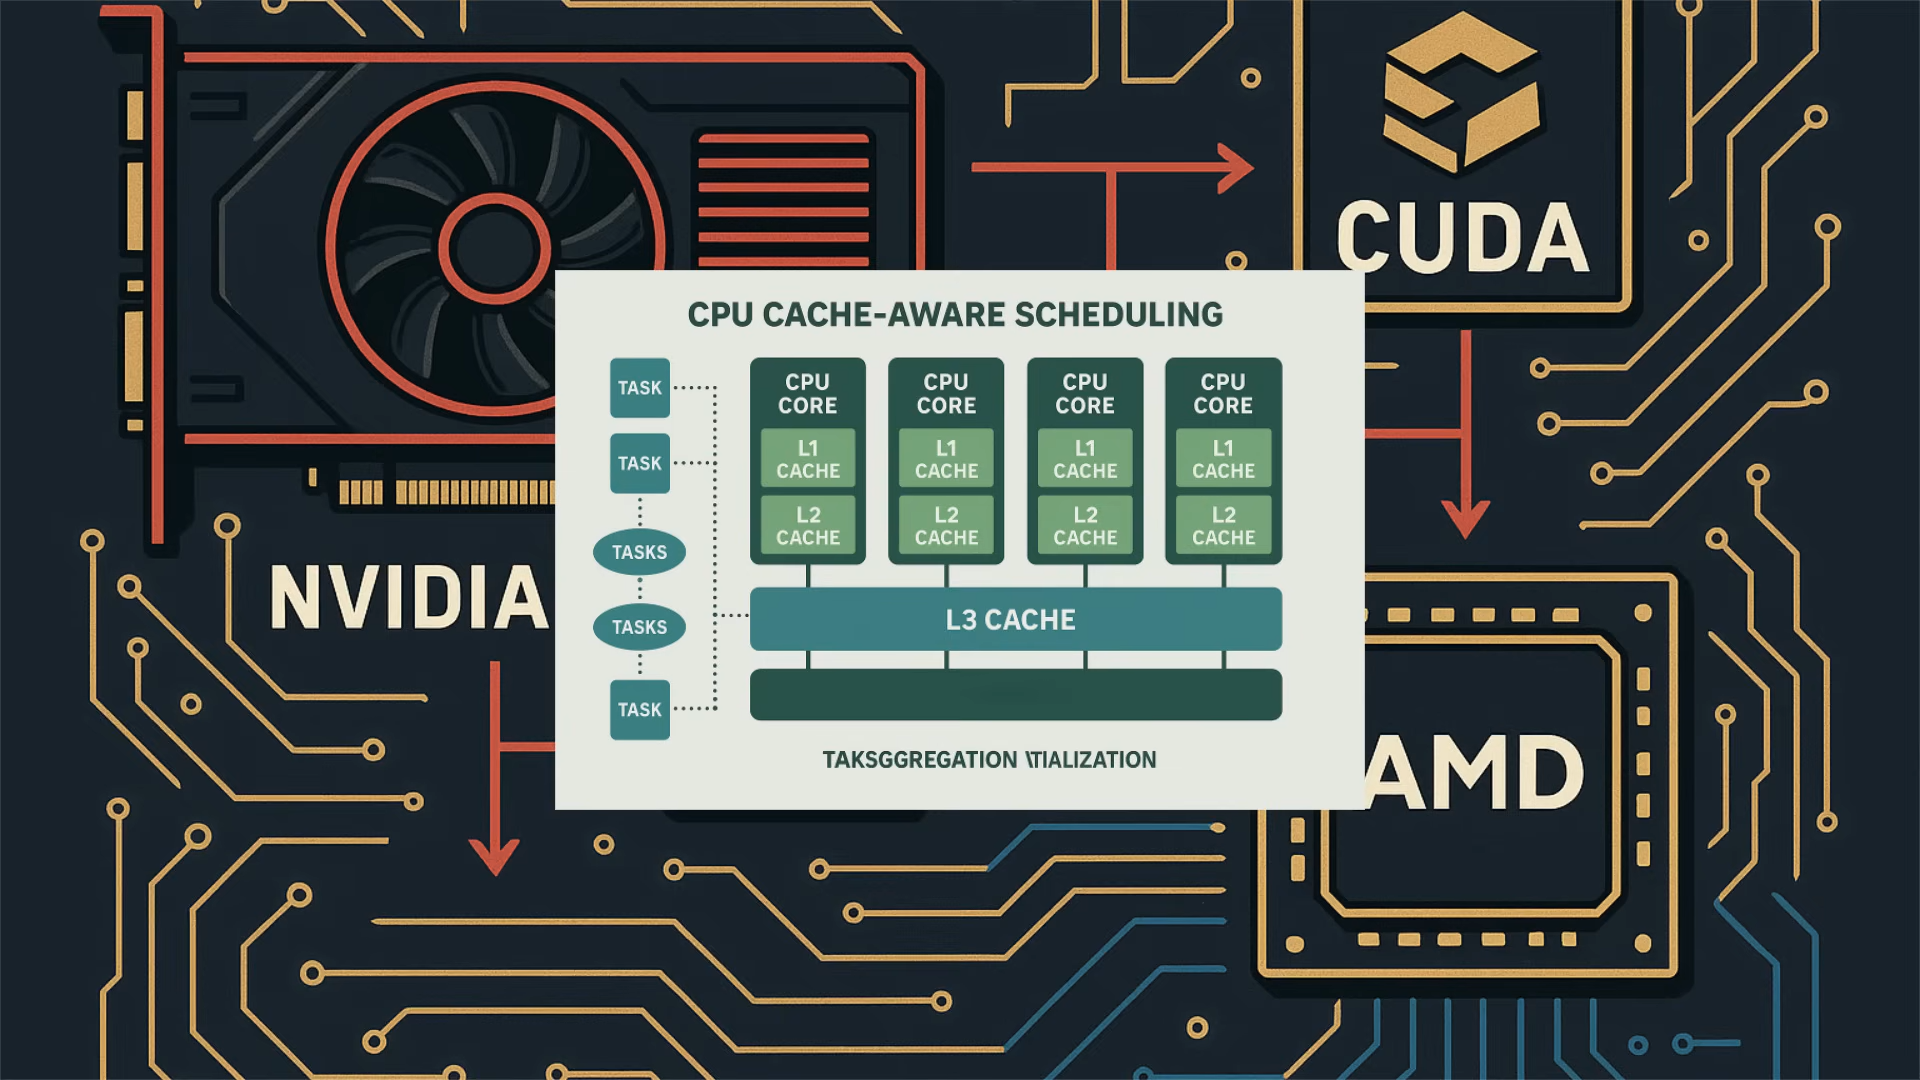 CUDA
NVIDIA
AMD
CPU CACHE-AWARE SCHEDULING
TASK
TASK
TASKS
TASKS
TASK
CPU
CORE
L1
CACHE
L2
CACHE
CPU
CORE
L1
CACHE
L2
CACHE
CPU
CORE
L1
CACHE
L2
CACHE
CPU
CORE
L1
CACHE
L2
CACHE
L3 CACHE
TAKSGGREGATION \TIALIZATION